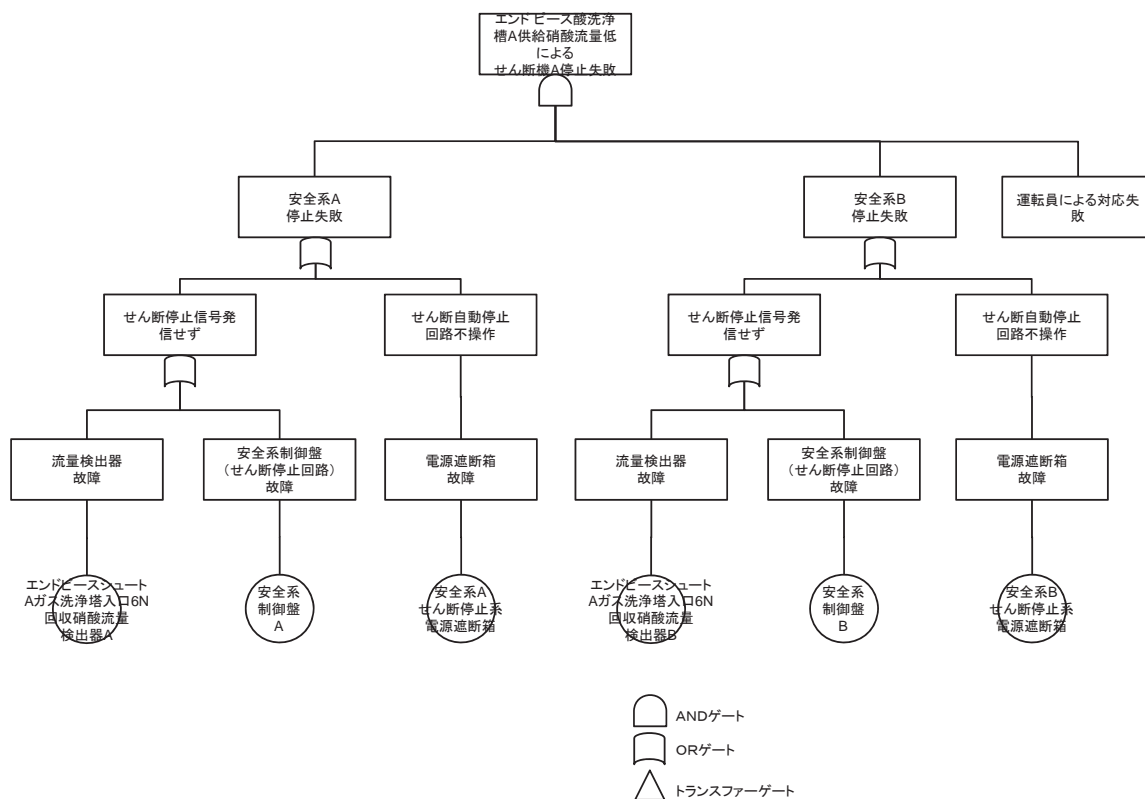 エンドピース酸洗浄
槽A供給硝酸流量低
による
せん断機A停止失敗
安全系A
停止失敗
安全系B
停止失敗
運転員による対応失
敗
せん断停止信号発
信せず
せん断自動停止
回路不操作
せん断停止信号発
信せず
せん断自動停止
回路不操作
流量検出器
故障
安全系制御盤
（せん断停止回路）
故障
電源遮断箱
故障
流量検出器
故障
安全系制御盤
（せん断停止回路）
故障
電源遮断箱
故障
エンドピースシュート
Aガス洗浄塔入口6N
回収硝酸流量
検出器A
安全系
制御盤
A
安全系A
せん断停止系
電源遮断箱
エンドピースシュート
Aガス洗浄塔入口6N
回収硝酸流量
検出器B
安全系
制御盤
B
安全系B
せん断停止系
電源遮断箱
ANDゲート
ORゲート
トランスファーゲート